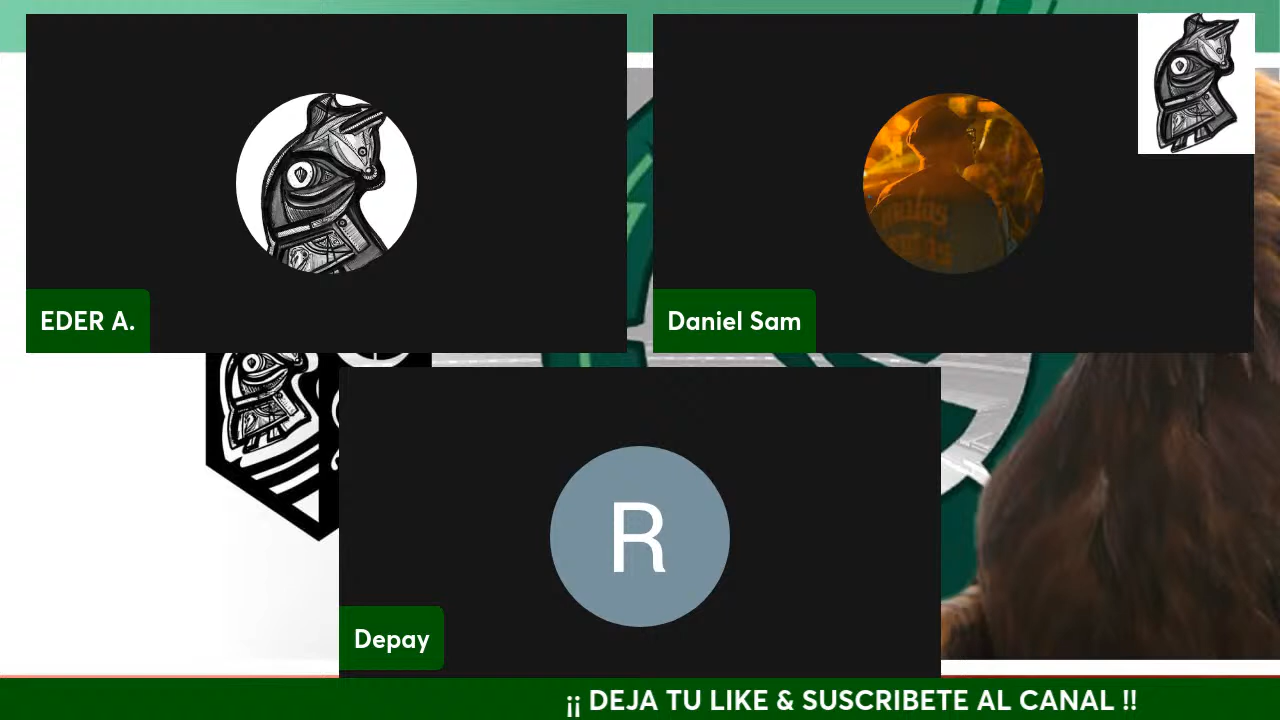 EDER A.
Daniel Sam
R
Depay
¡¡ DEJA TU LIKE & SUSCRIBETE AL CANAL !!